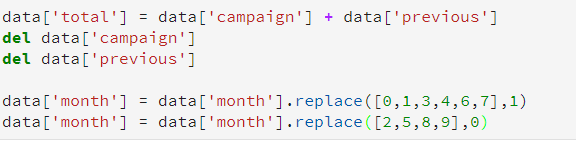 data['total'] = data['campaign'] + data['previous']
del data['campaign']
del data['previous']
data['month'] = data['month'].replace([0,1,3,4,6,7],1)
data['month'] = data['month'].replace([2,5,8,9],0)